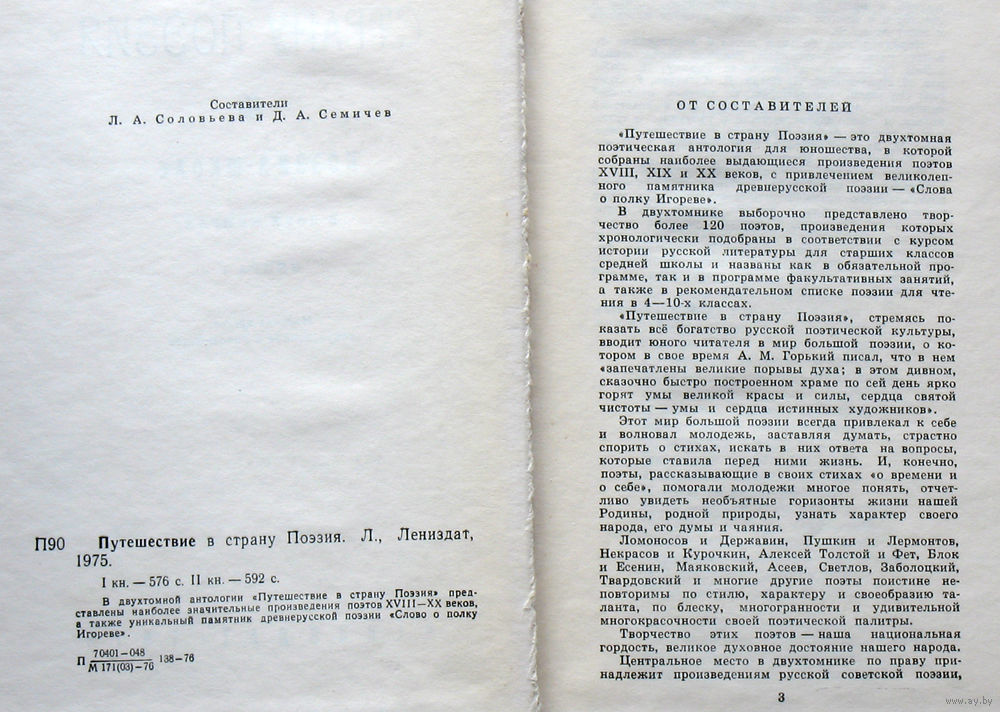 Составители
Л. А. Соловьева и Д. А. Семичев
П90 Путешествие в страну Поэзия. Л., Лениздат,
1975.
I кн. — 576 с. II кн. — 592 с.
В двухтомной антологии «Путешествие в страну Поэзия» пред-
ставлены наиболее значительные произведения поэтов XVIII—XX веков,
а также уникальный памятник древнерусской поэзии «Слово о полку
Игореве».
П 70401—048
М 171(03)—76 138—76
ОТ СОСТАВИТЕЛЕЙ
«Путешествие в страну Поэзия» — это двухтомная
поэтическая антология для юношества, в которой
собраны наиболее выдающиеся произведения поэтов
XVIII, XIX и XX веков, с привлечением великолеп-
ного памятника древнерусской поэзии — «Слова
о полку Игореве».
В двухтомнике выборочно представлено твор-
чество более 120 поэтов, произведения которых
хронологически подобраны в соответствии с курсом
истории русской литературы для старших классов
средней школы и названы как в обязательной про-
грамме, так и в программе факультативных занятий,
а также в рекомендательном списке поэзии для чте-
ния в 4—10-х классах.
«Путешествие в страну Поэзия», стремясь по-
казать всё богатство русской поэтической культуры,
вводит юного читателя в мир большой поэзии, о ко-
тором в свое время А. М. Горький писал, что в нем
«запечатлены великие порывы духа; в этом дивном,
сказочно быстро построенном храме по сей день ярко
горят умы великой красы и силы, сердца святой
чистоты — умы и сердца истинных художников».
Этот мир большой поэзии всегда привлекал к себе
и волновал молодежь, заставляя думать, страстно
спорить о стихах, искать в них ответа на вопросы,
которые ставила перед ними жизнь. И, конечно,
поэты, рассказывающие в своих стихах «о времени и
о себе», помогали молодежи многое понять, отчет-
ливо увидеть необъятные горизонты жизни нашей
Родины, родной природы, узнать характер своего
народа, его думы и чаяния.
Ломоносов и Державин, Пушкин и Лермонтов,
Некрасов и Курочкин, Алексей Толстой и Фет, Блок
и Есенин, Маяковский, Асеев, Светлов, Заболоцкий,
Твардовский и многие другие поэты поистине не-
повторимы по стилю, характеру и своеобразию та-
ланта, по блеску, многогранности и удивительной
многокрасочности своей поэтической палитры.
Творчество этих поэтов — наша национальная
гордость, великое духовное достояние нашего народа.
Центральное место в двухтомнике по праву при-
надлежит произведениям русской советской поэзии,
3
www.ay.by